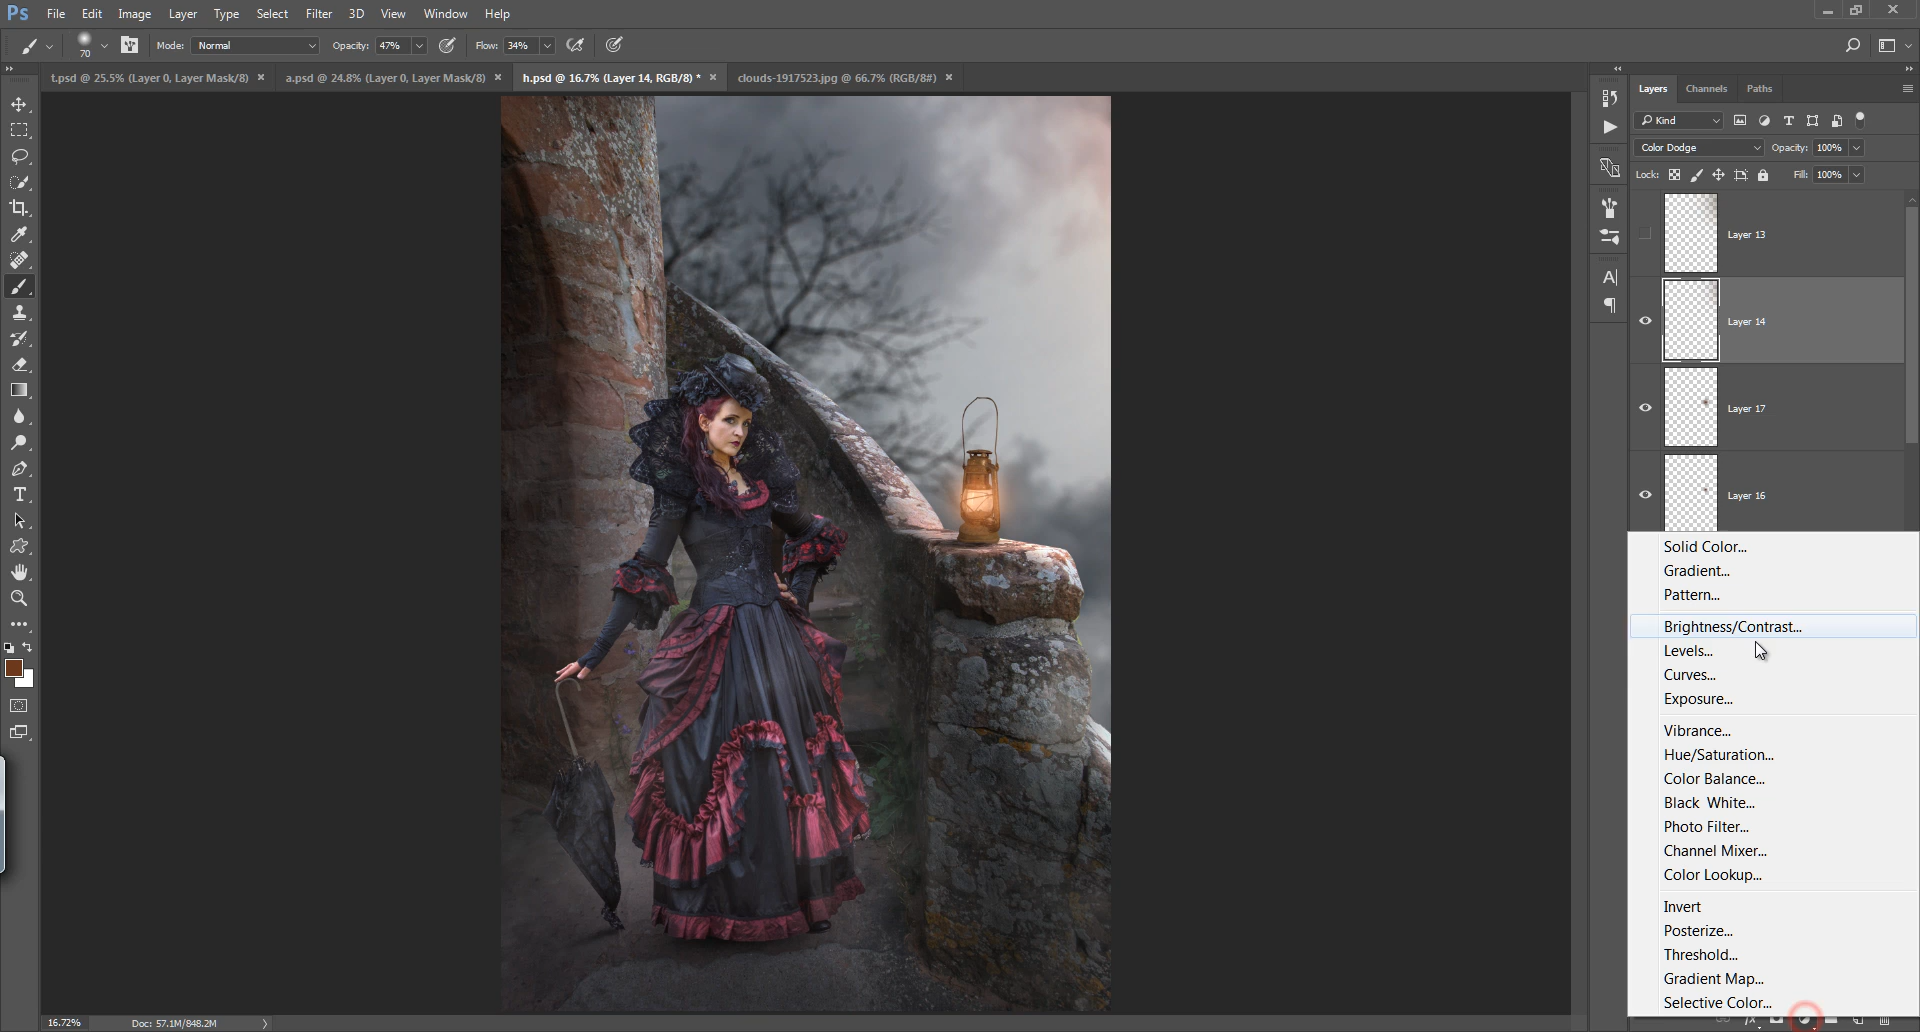 Ps File Edit Image Layer Type Select Filter 3D View Window Help
70 Mode: Normal Opacity: 47% Flow: 34%
t.psd @ 25.5% (Layer 0, Layer Mask/8) × a.psd @ 24.8% (Layer 0, Layer Mask/8) × h.psd @ 16.7% (Layer 14, RGB/8) * × clouds-1917523.jpg @ 66.7% (RGB/8#) ×
Layers Channels Paths
Kind
Color Dodge Opacity: 100%
Lock: Fill: 100%
Layer 13
Layer 14
Layer 17
Layer 16
Solid Color...
Gradient...
Pattern...
Brightness/Contrast...
Levels...
Curves...
Exposure...
Vibrance...
Hue/Saturation...
Color Balance...
Black  White...
Photo Filter...
Channel Mixer...
Color Lookup...
Invert
Posterize...
Threshold...
Gradient Map...
Selective Color...
16.72% Doc: 57.1M/848.2M